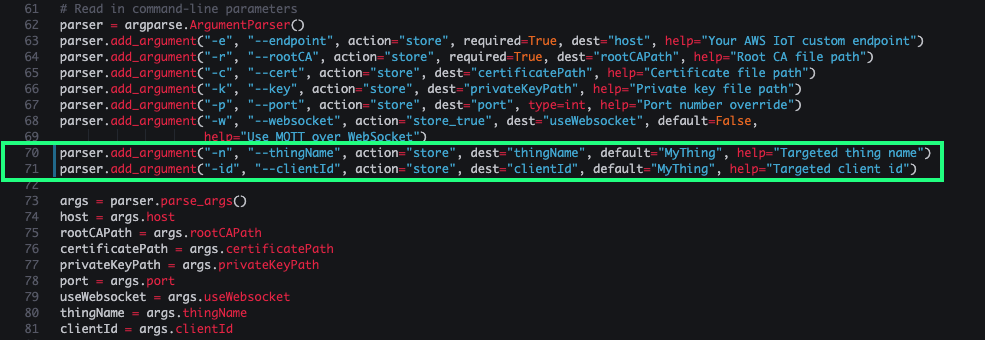 61 # Read in command-line parameters
62 parser = argparse.ArgumentParser()
63 parser.add_argument("-e", "--endpoint", action="store", required=True, dest="host", help="Your AWS IoT custom endpoint")
64 parser.add_argument("-r", "--rootCA", action="store", required=True, dest="rootCAPath", help="Root CA file path")
65 parser.add_argument("-c", "--cert", action="store", dest="certificatePath", help="Certificate file path")
66 parser.add_argument("-k", "--key", action="store", dest="privateKeyPath", help="Private key file path")
67 parser.add_argument("-p", "--port", action="store", dest="port", type=int, help="Port number override")
68 parser.add_argument("-w", "--websocket", action="store_true", dest="useWebsocket", default=False,
69 help="Use MQTT over WebSocket")
70 parser.add_argument("-n", "--thingName", action="store", dest="thingName", default="MyThing", help="Targeted thing name")
71 parser.add_argument("-id", "--clientId", action="store", dest="clientId", default="MyThing", help="Targeted client id")
72
73 args = parser.parse_args()
74 host = args.host
75 rootCAPath = args.rootCAPath
76 certificatePath = args.certificatePath
77 privateKeyPath = args.privateKeyPath
78 port = args.port
79 useWebsocket = args.useWebsocket
80 thingName = args.thingName
81 clientId = args.clientId